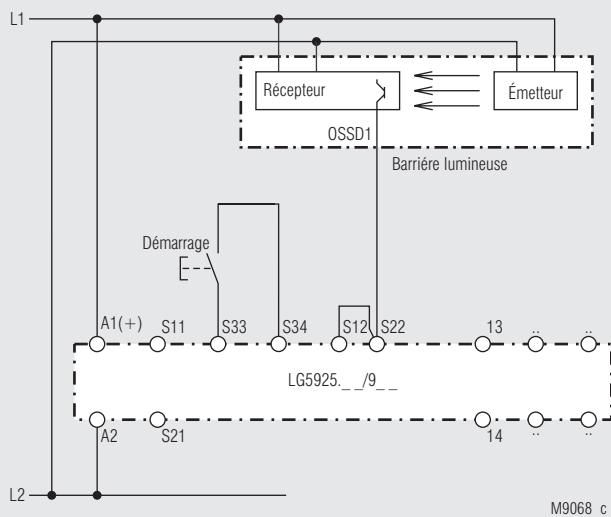 L1
Récepteur
Émetteur
OSSD1
Barriére lumineuse
Démarrage
A1(+) S11 S33 S34 S12 S22 13 .. ..
LG5925._ _/9_ _
A2 S21 14 .. ..
L2
M9068_c